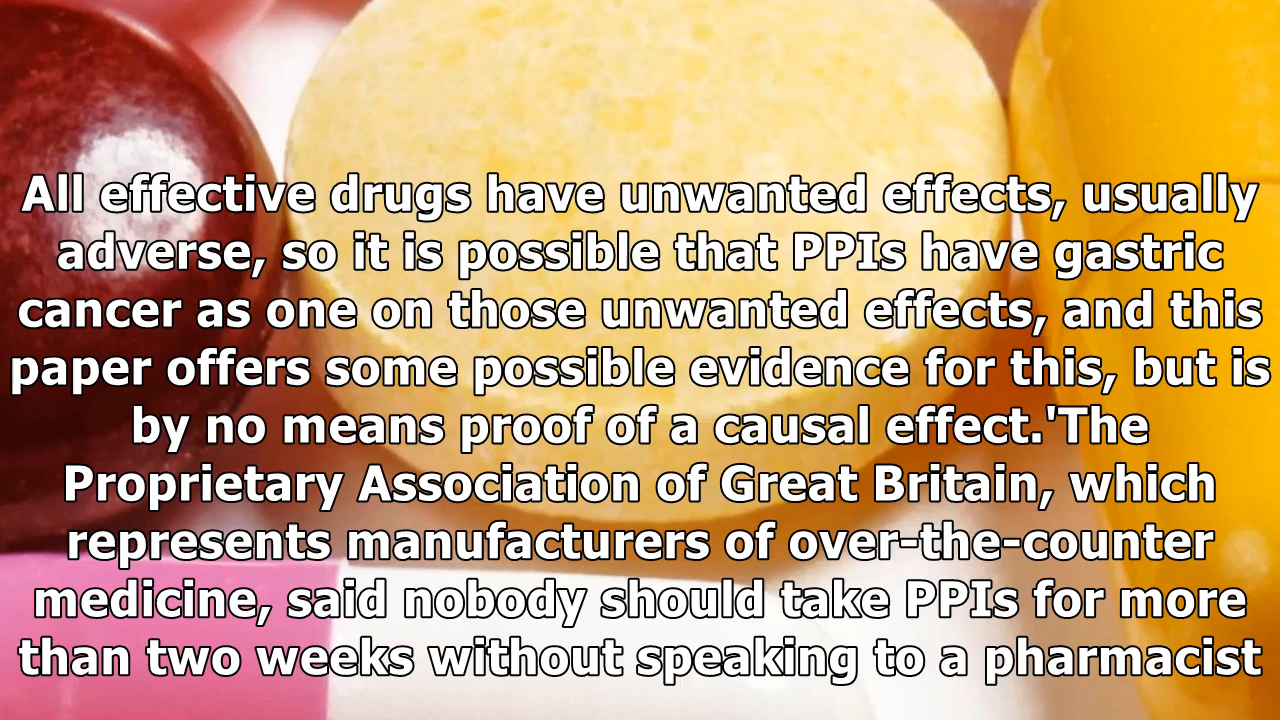 All effective drugs have unwanted effects, usually
adverse, so it is possible that PPIs have gastric
cancer as one on those unwanted effects, and this
paper offers some possible evidence for this, but is
by no means proof of a causal effect.'The
Proprietary Association of Great Britain, which
represents manufacturers of over-the-counter
medicine, said nobody should take PPIs for more
than two weeks without speaking to a pharmacist